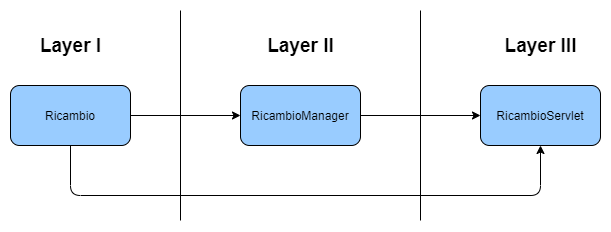 Layer I
Layer II
Layer III
Ricambio
RicambioManager
RicambioServlet